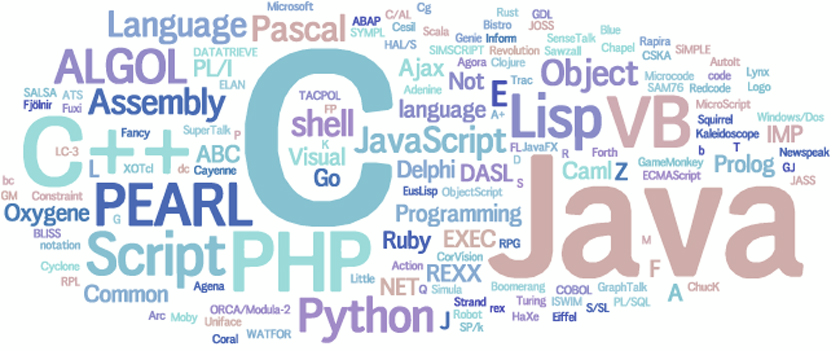 Microsoft
Cg
Rust GDL
Language Pascal ABAP C/AL
Cesil Bistro JOSS
SYMPL Scala Genie Inform SenseTalk Blue
HAL/S SIMSCRIPT Revolution Sawzall Chapel Rapira
DATATRIEVE CSKA SiMPLE
ALGOL PL/I Ajax Agora Clojure Object AutoIt
ELAN Not Trac Microcode code Lynx
SALSA ATS Adenine SAM76 Redcode Logo
Fjölnir Fuxi Assembly TACPOL E MicroScript
FP language A+ Lisp VB Squirrel Windows/Dos
C++ Fancy SuperTalk P C shell JavaScript Kaleidoscope IMP
LC-3 K FL JavaFX R Forth b T Newspeak
L XOTcl dc ABC Visual D GameMonkey Prolog GJ
bc Cayenne Go Delphi DASL Caml Z ECMAScript
GM Constraint EusLisp ObjectScript S JASS
Oxygene PEARL G Programming Java
BLISS
notation Script PHP Ruby EXEC RPG M
Cyclone CorVision F
RPL Action REXX
Common Agena Little NET Q Simula Boomerang COBOL GraphTalk A ChucK
ORCA/Modula-2 Python Strand rex Turing ISWIM S/SL PL/SQL
Arc Moby Uniface J Robot HaXe Eiffel
Coral WATFOR SP/k